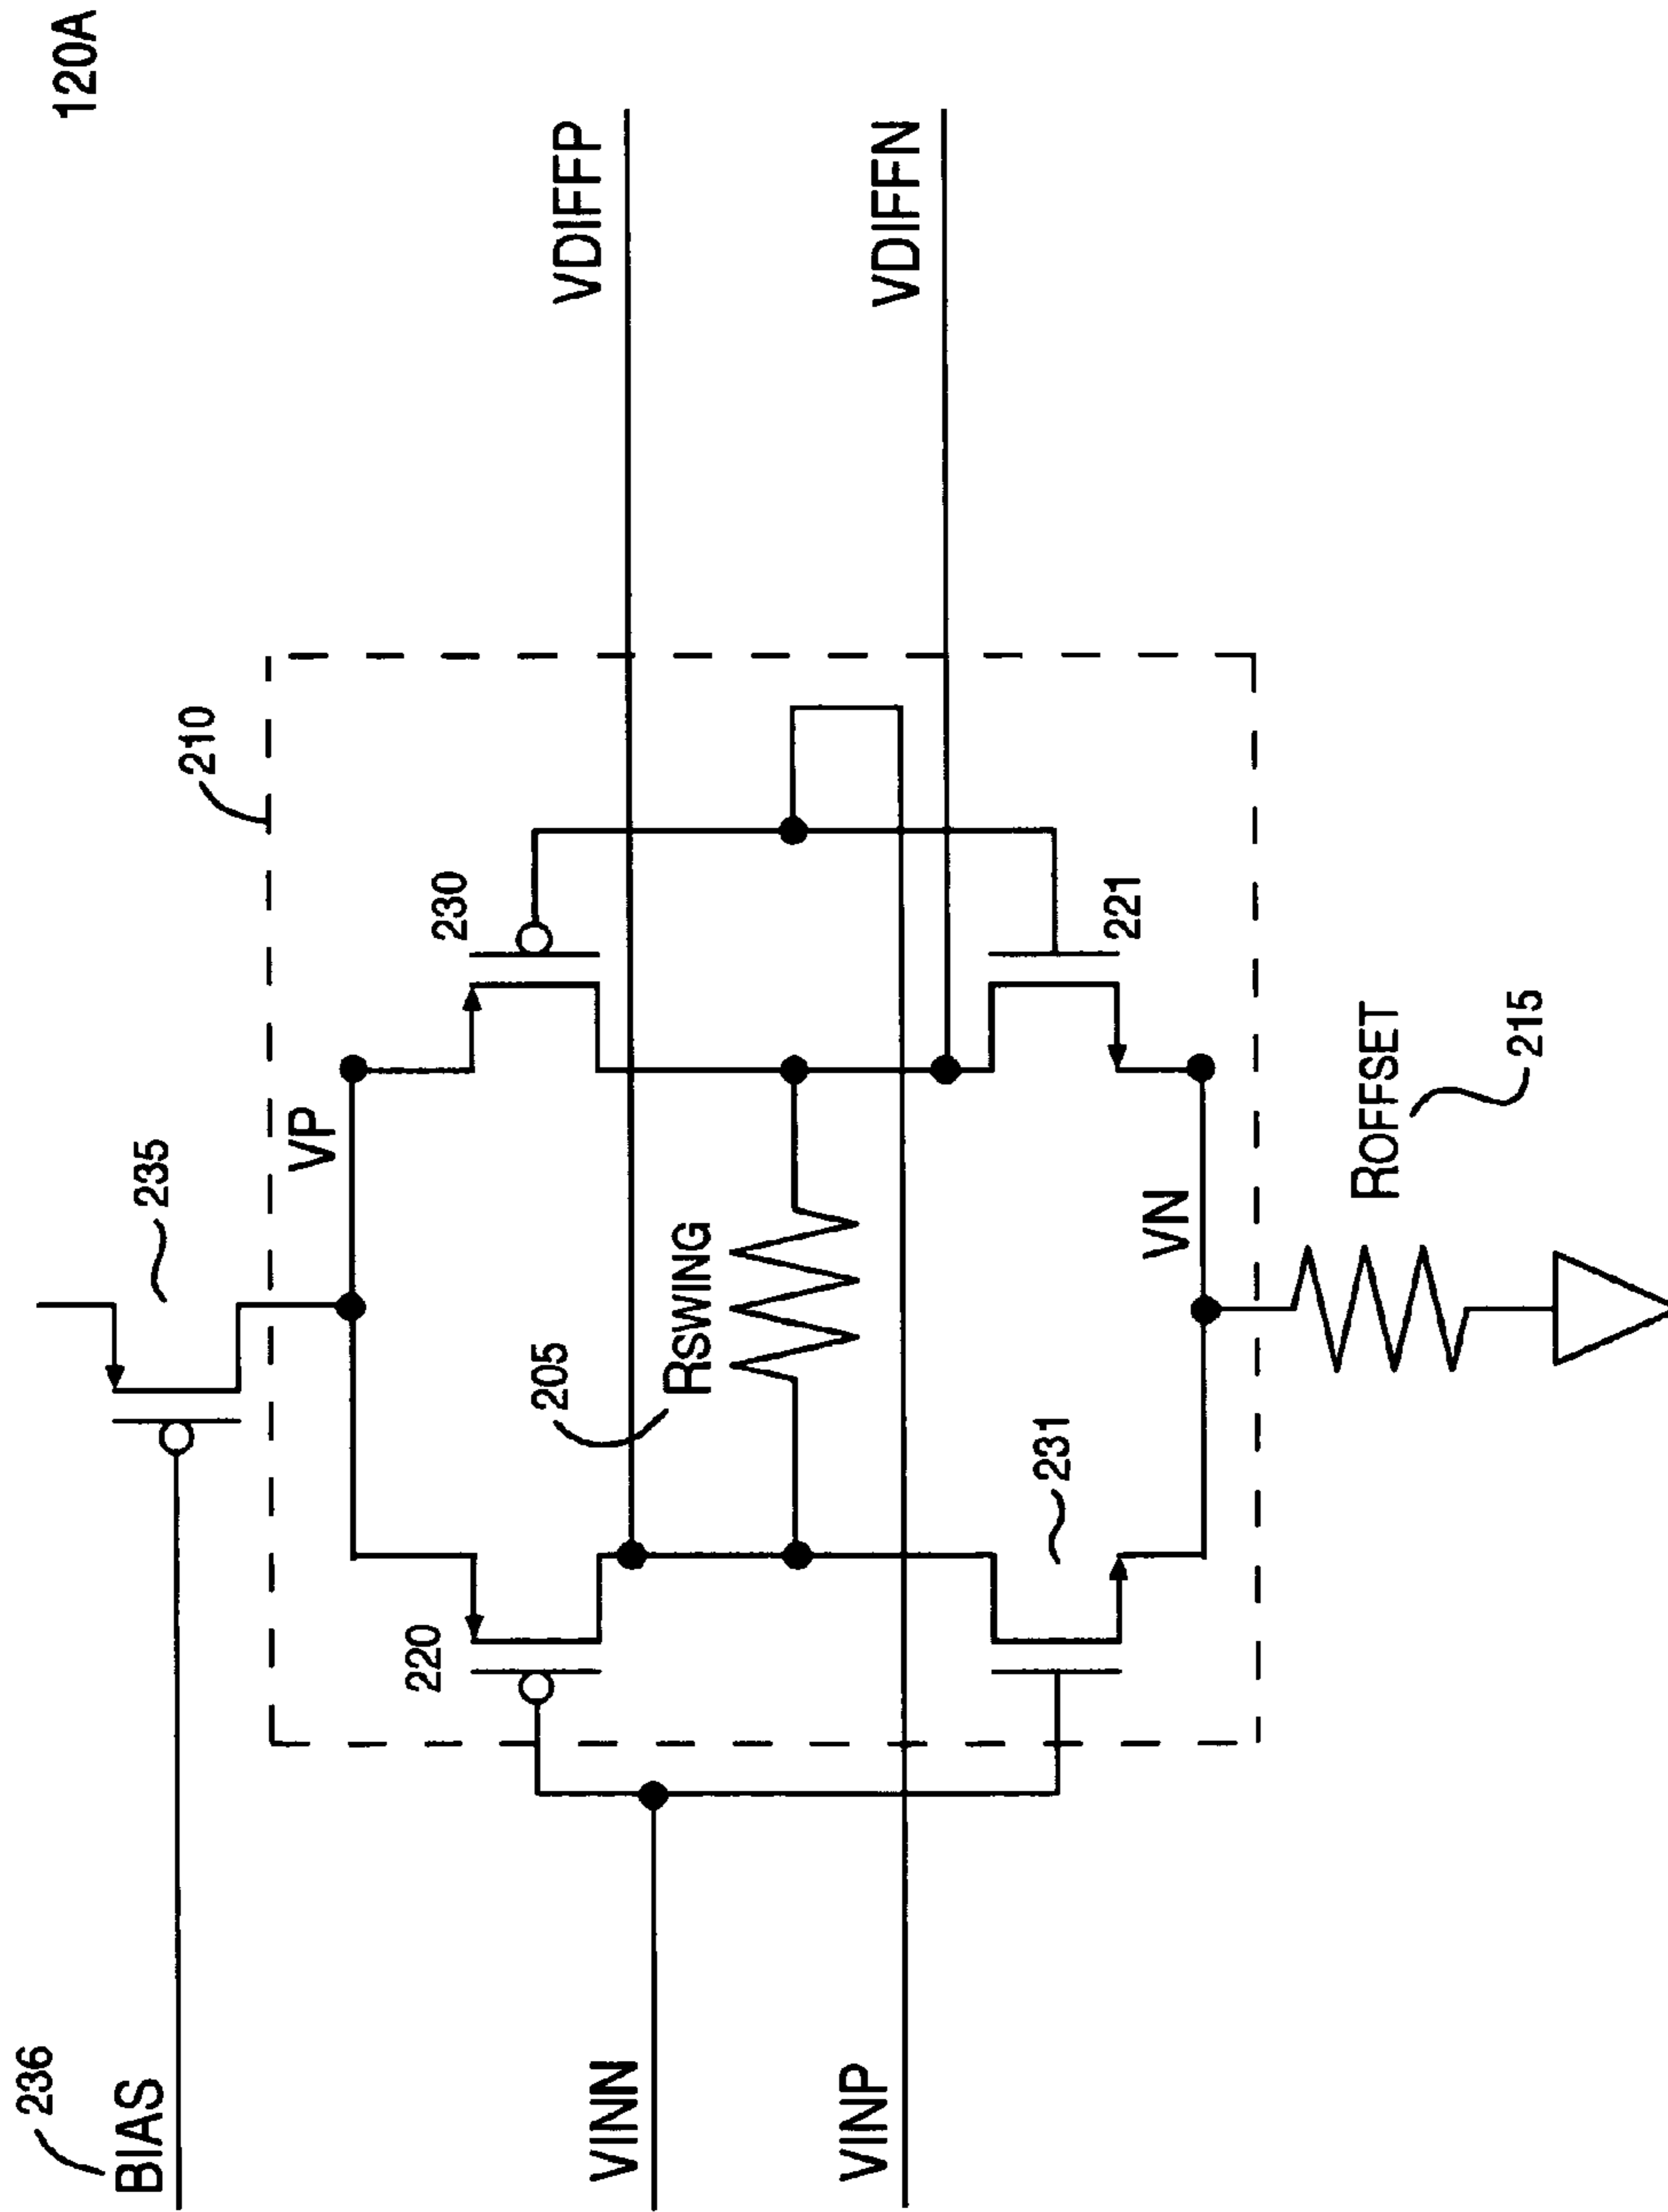 120A
236
BIAS
235
210
VP
220
230
VDIFFP
VINN
205
RSWING
VDIFFN
VINP
231
221
VN
ROFFSET
215